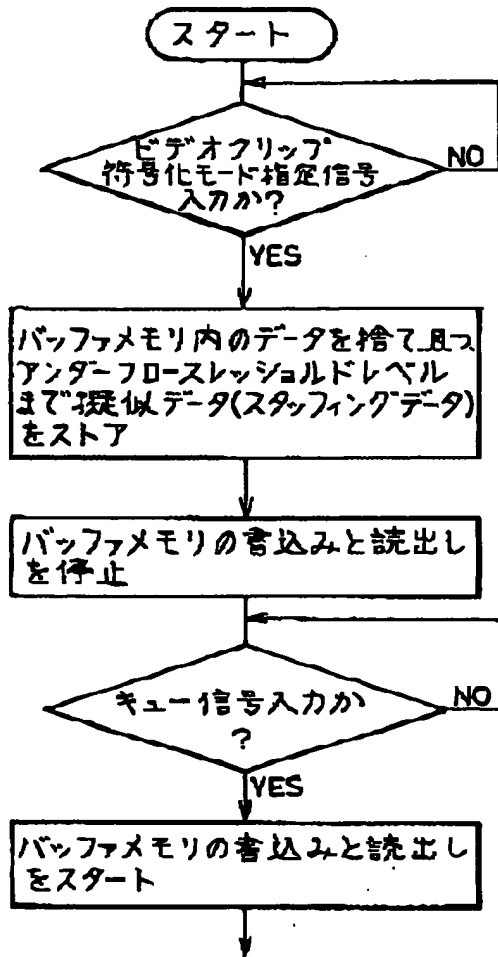 スタート
ビデオクリップ
符号化モード指定信号
入力か?
NO
YES
バッファメモリ内のデータを捨て、且つ
アンダーフロースレッショルドレベル
まで擬似データ(スタッフィングデータ)
をストア
バッファメモリの書込みと読出し
を停止
キュー信号入力か
?
NO
YES
バッファメモリの書込みと読出し
をスタート